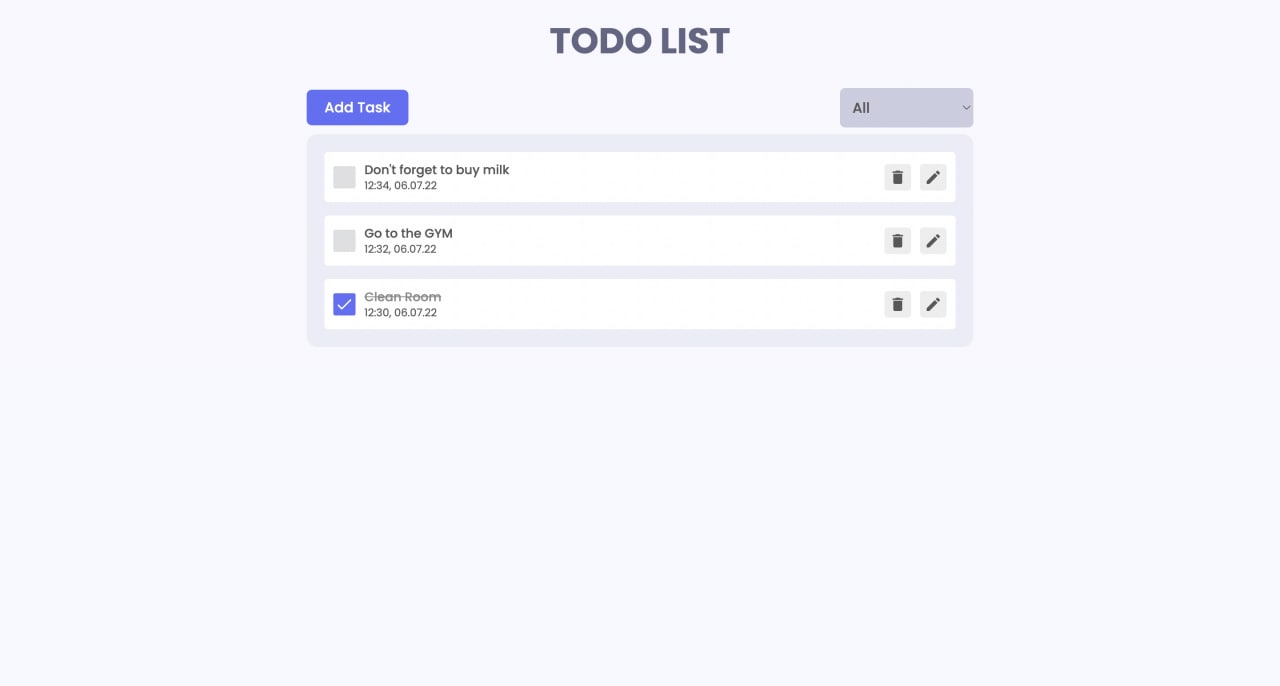 TODO LIST
Add Task
All
Don't forget to buy milk
12:34, 06.07.22
Go to the GYM
12:32, 06.07.22
Clean Room
12:30, 06.07.22